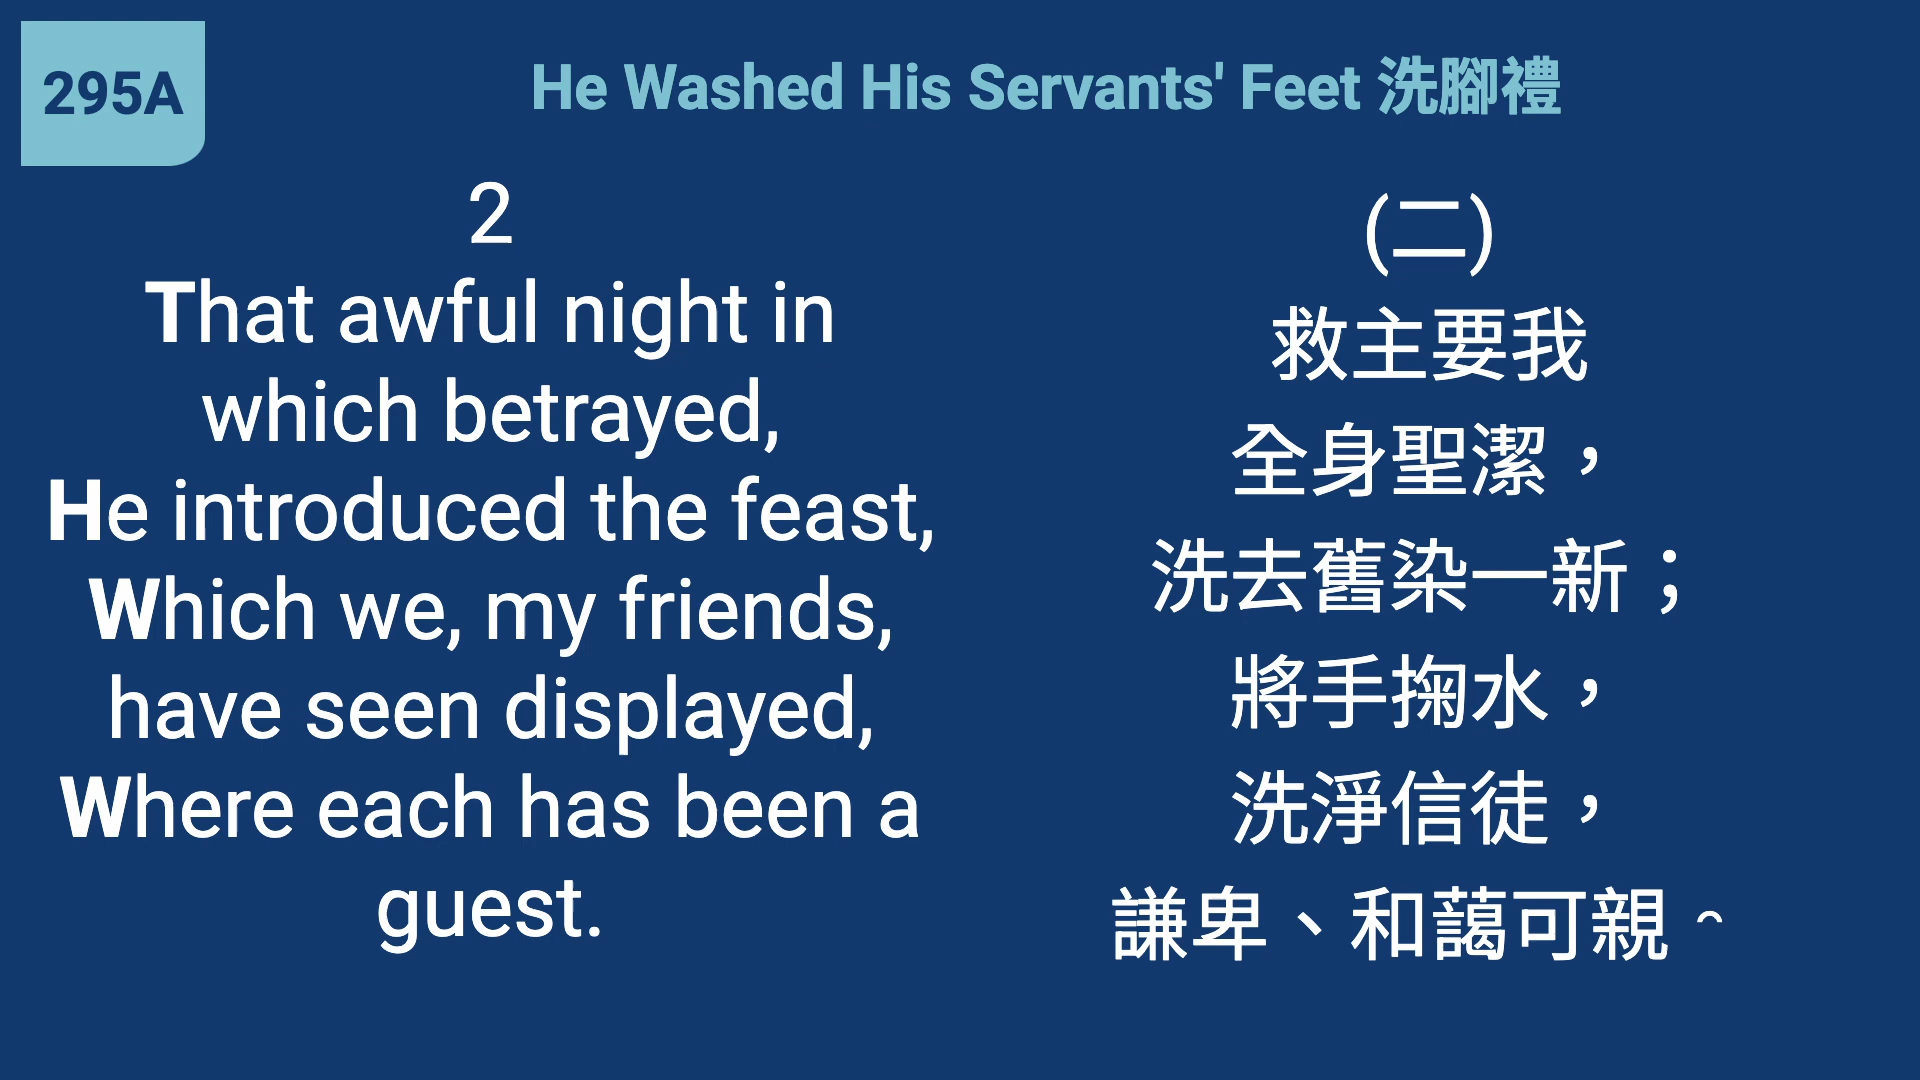 295A
He Washed His Servants' Feet 洗腳禮
2
That awful night in
which betrayed,
He introduced the feast,
Which we, my friends,
have seen displayed,
Where each has been a
guest.
(二)
救主要我
全身聖潔，
洗去舊染一新；
將手掬水，
洗淨信徒，
謙卑、和藹可親。